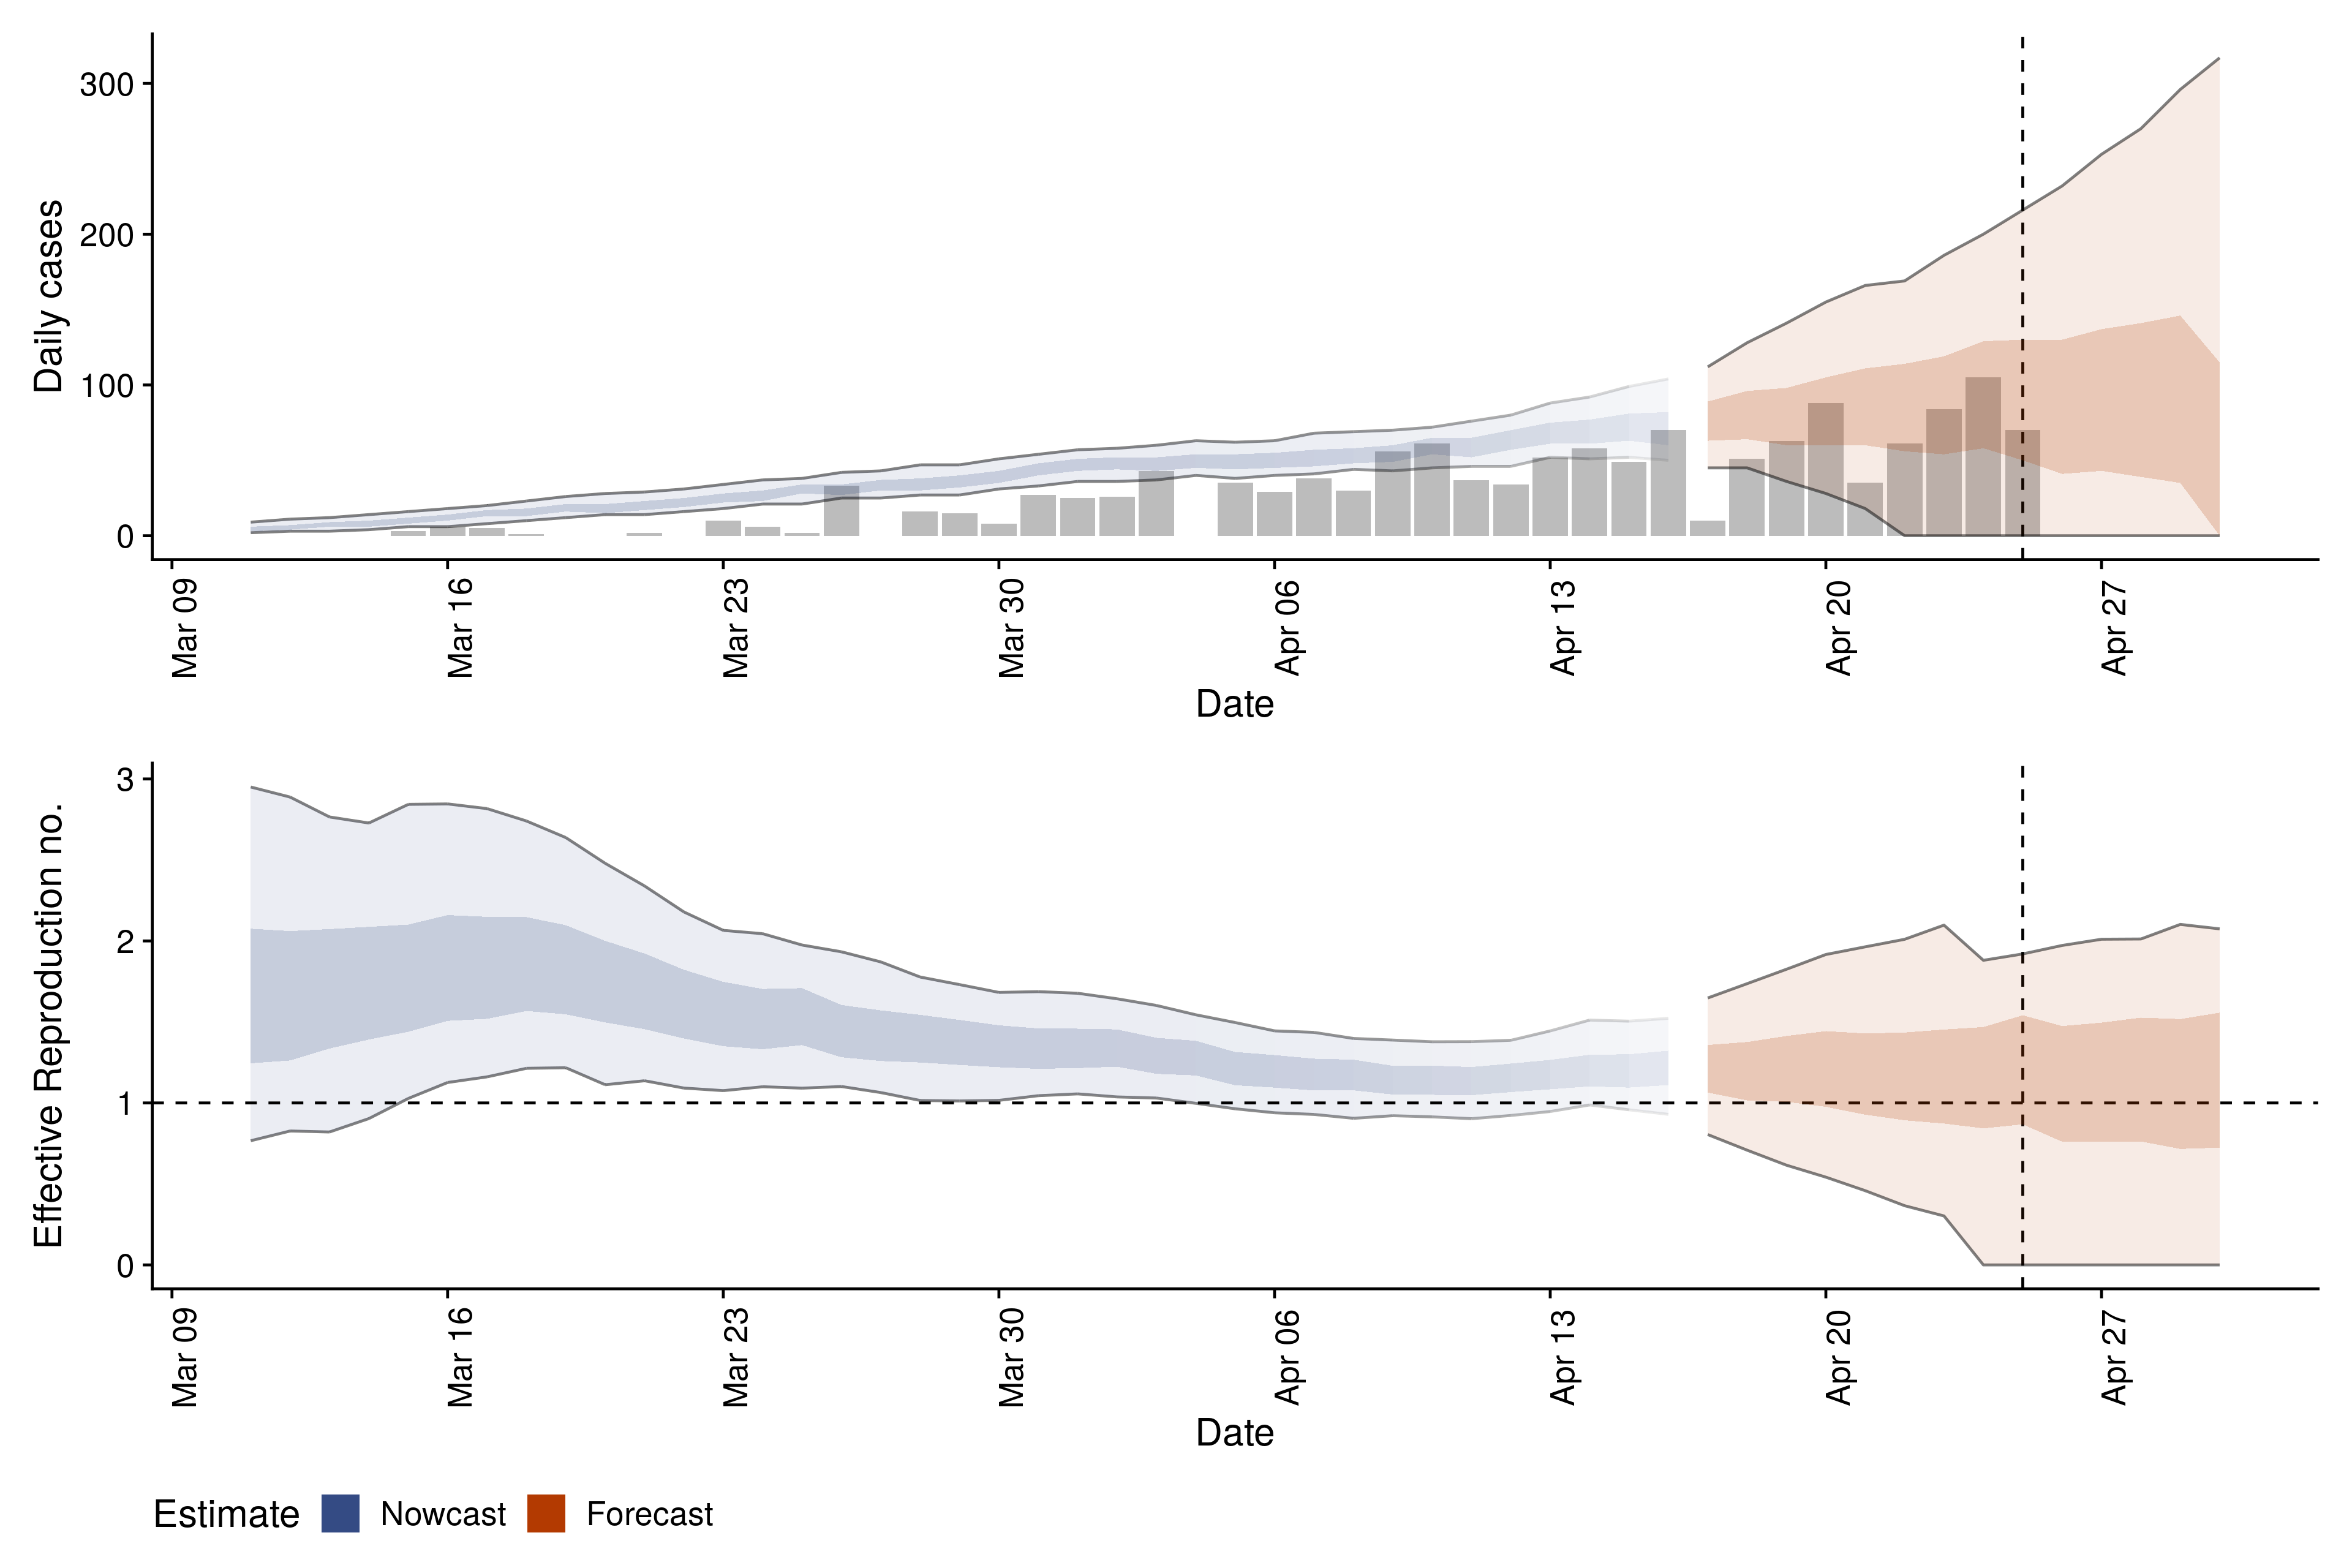 Daily cases
300
200
100
0
Mar 09
Mar 16
Mar 23
Mar 30
Apr 06
Apr 13
Apr 20
Apr 27
Date
Effective Reproduction no.
3
2
1
0
Mar 09
Mar 16
Mar 23
Mar 30
Apr 06
Apr 13
Apr 20
Apr 27
Date
Estimate Nowcast Forecast